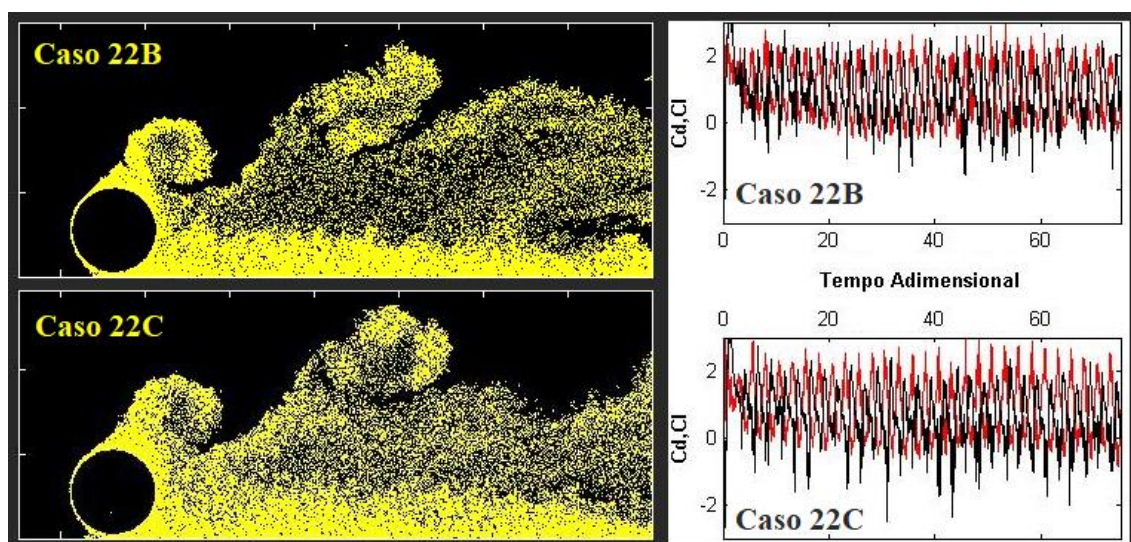 Caso 22B
Caso 22C
Cd,Cl
2
0
-2
Caso 22B
0 20 40 60
Tempo Adimensional
0 20 40 60
Cd,Cl
2
0
-2
Caso 22C